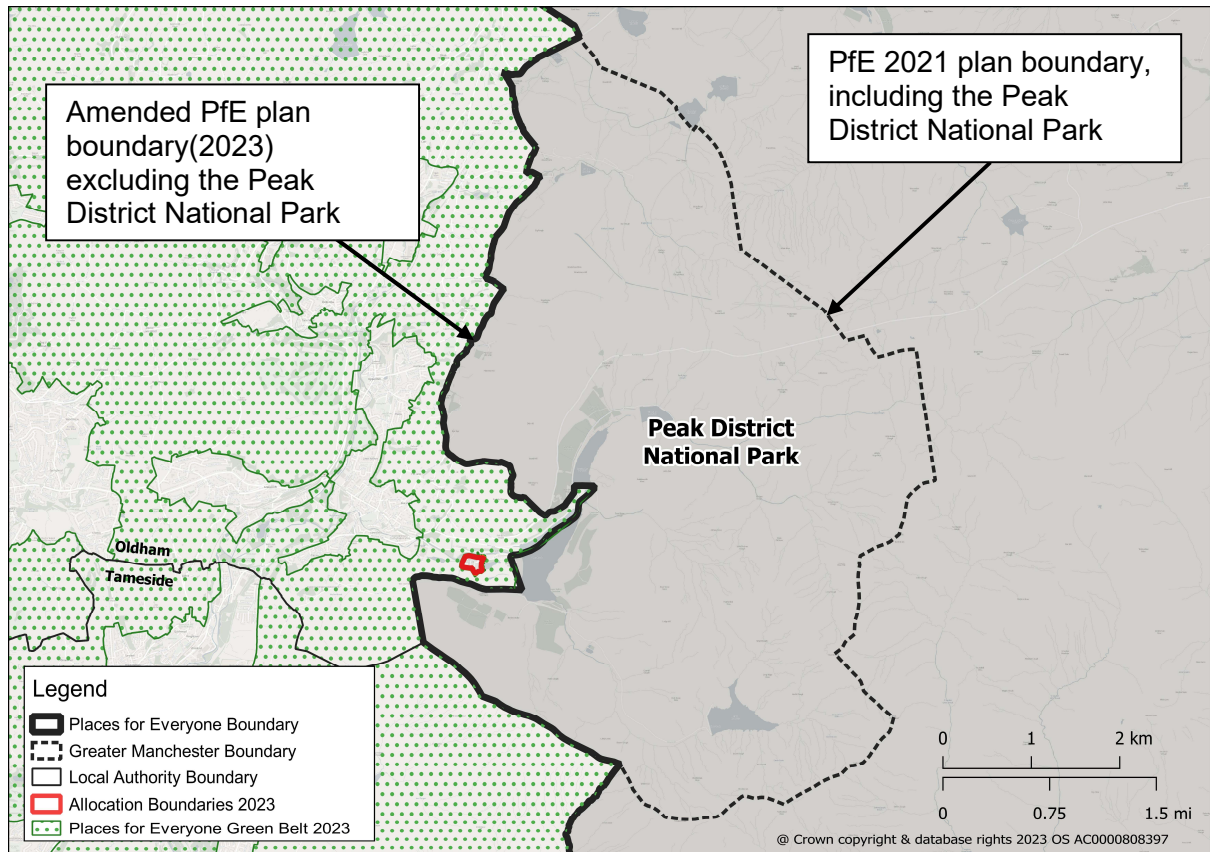 Amended PfE plan
boundary(2023)
excluding the Peak
District National Park
PfE 2021 plan boundary,
including the Peak
District National Park
Peak District
National Park
Oldham
Tameside
Legend
Places for Everyone Boundary
Greater Manchester Boundary
Local Authority Boundary
Allocation Boundaries 2023
Places for Everyone Green Belt 2023
0 1 2 km
0 0.75 1.5 mi
@ Crown copyright & database rights 2023 OS AC0000808397